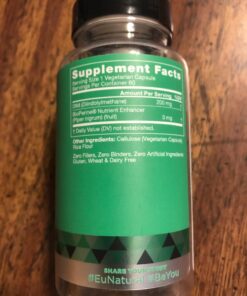 Supplement Facts
Serving Size 1 Vegetarian Capsule
Servings Per Container 60
Amount Per Serving
DIM (Diindolylmethane) 200 mg
BioPerine® Nutrient Enhancer
(Piper nigrum) (fruit) 5 mg *
* Daily Value (DV) not established.
Other Ingredients: Cellulose (Vegetarian Capsule),
Rice Flour
Zero Fillers, Zero Binders, Zero Artificial Ingredients
Gluten, Wheat & Dairy Free
SHARE
#EuNatural #BeYou